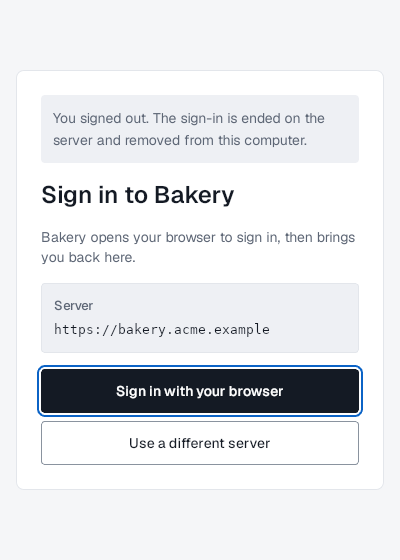 You signed out. The sign-in is ended on the
server and removed from this computer.
Sign in to Bakery
Bakery opens your browser to sign in, then brings
you back here.
Server
https://bakery.acme.example
Sign in with your browser
Use a different server